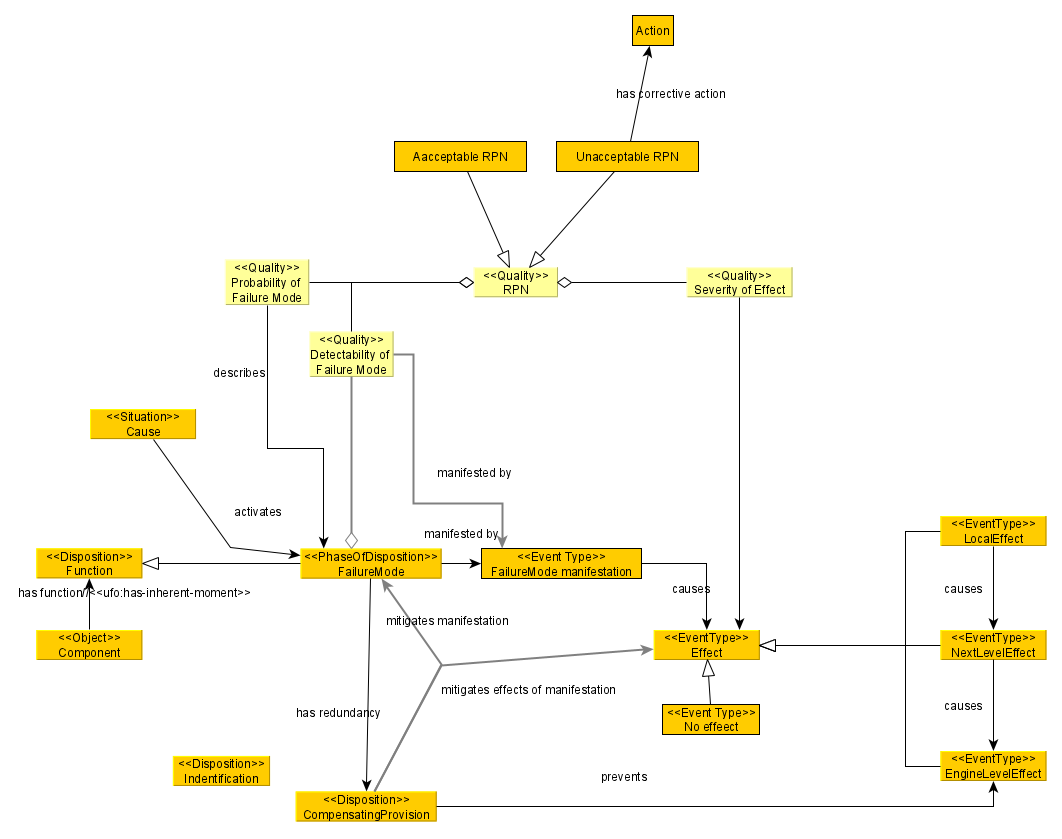 Action
has corrective action
Aacceptable RPN
Unacceptable RPN
<<Quality>>
Probability of
Failure Mode
<<Quality>>
RPN
<<Quality>>
Severity of Effect
<<Quality>>
Detectability of
Failure Mode
describes
<<Situation>>
Cause
manifested by
activates
manifested by
<<EventType>>
LocalEffect
<<Disposition>>
Function
<<PhaseOfDisposition>>
FailureMode
<<Event Type>>
FailureMode manifestation
causes
causes
has function//<<ufo:has-inherent-moment>>
mitigates manifestation
<<Object>>
Component
<<EventType>>
Effect
<<EventType>>
NextLevelEffect
mitigates effects of manifestation
has redundancy
<<Event Type>>
No effeect
causes
<<Disposition>>
Indentification
prevents
<<EventType>>
EngineLevelEffect
<<Disposition>>
CompensatingProvision